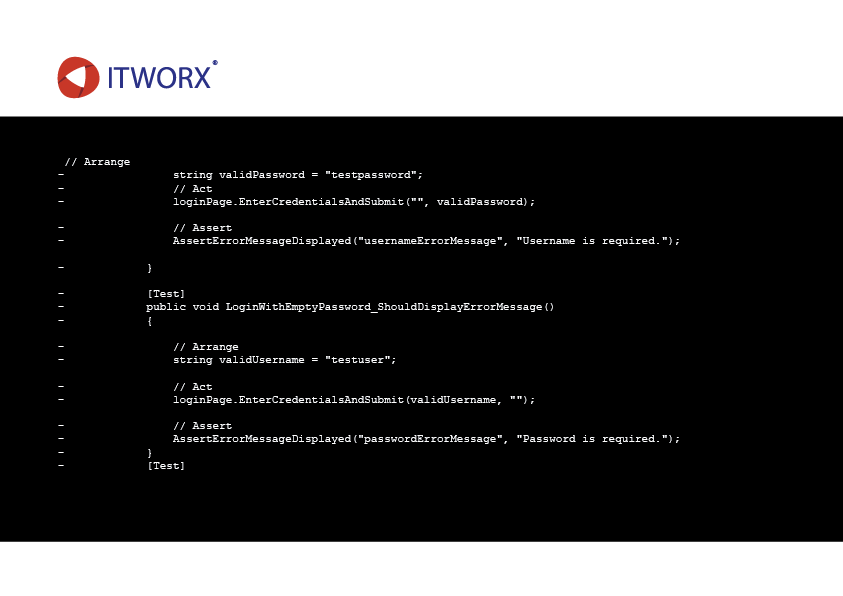 ITWORX®
// Arrange
- string validPassword = "testpassword";
- // Act
- loginPage.EnterCredentialsAndSubmit("", validPassword);
- // Assert
- AssertErrorMessageDisplayed("usernameErrorMessage", "Username is required.");
- }
- [Test]
- public void LoginWithEmptyPassword_ShouldDisplayErrorMessage()
- {
- // Arrange
- string validUsername = "testuser";
- // Act
- loginPage.EnterCredentialsAndSubmit(validUsername, "");
- // Assert
- AssertErrorMessageDisplayed("passwordErrorMessage", "Password is required.");
- }
- [Test]